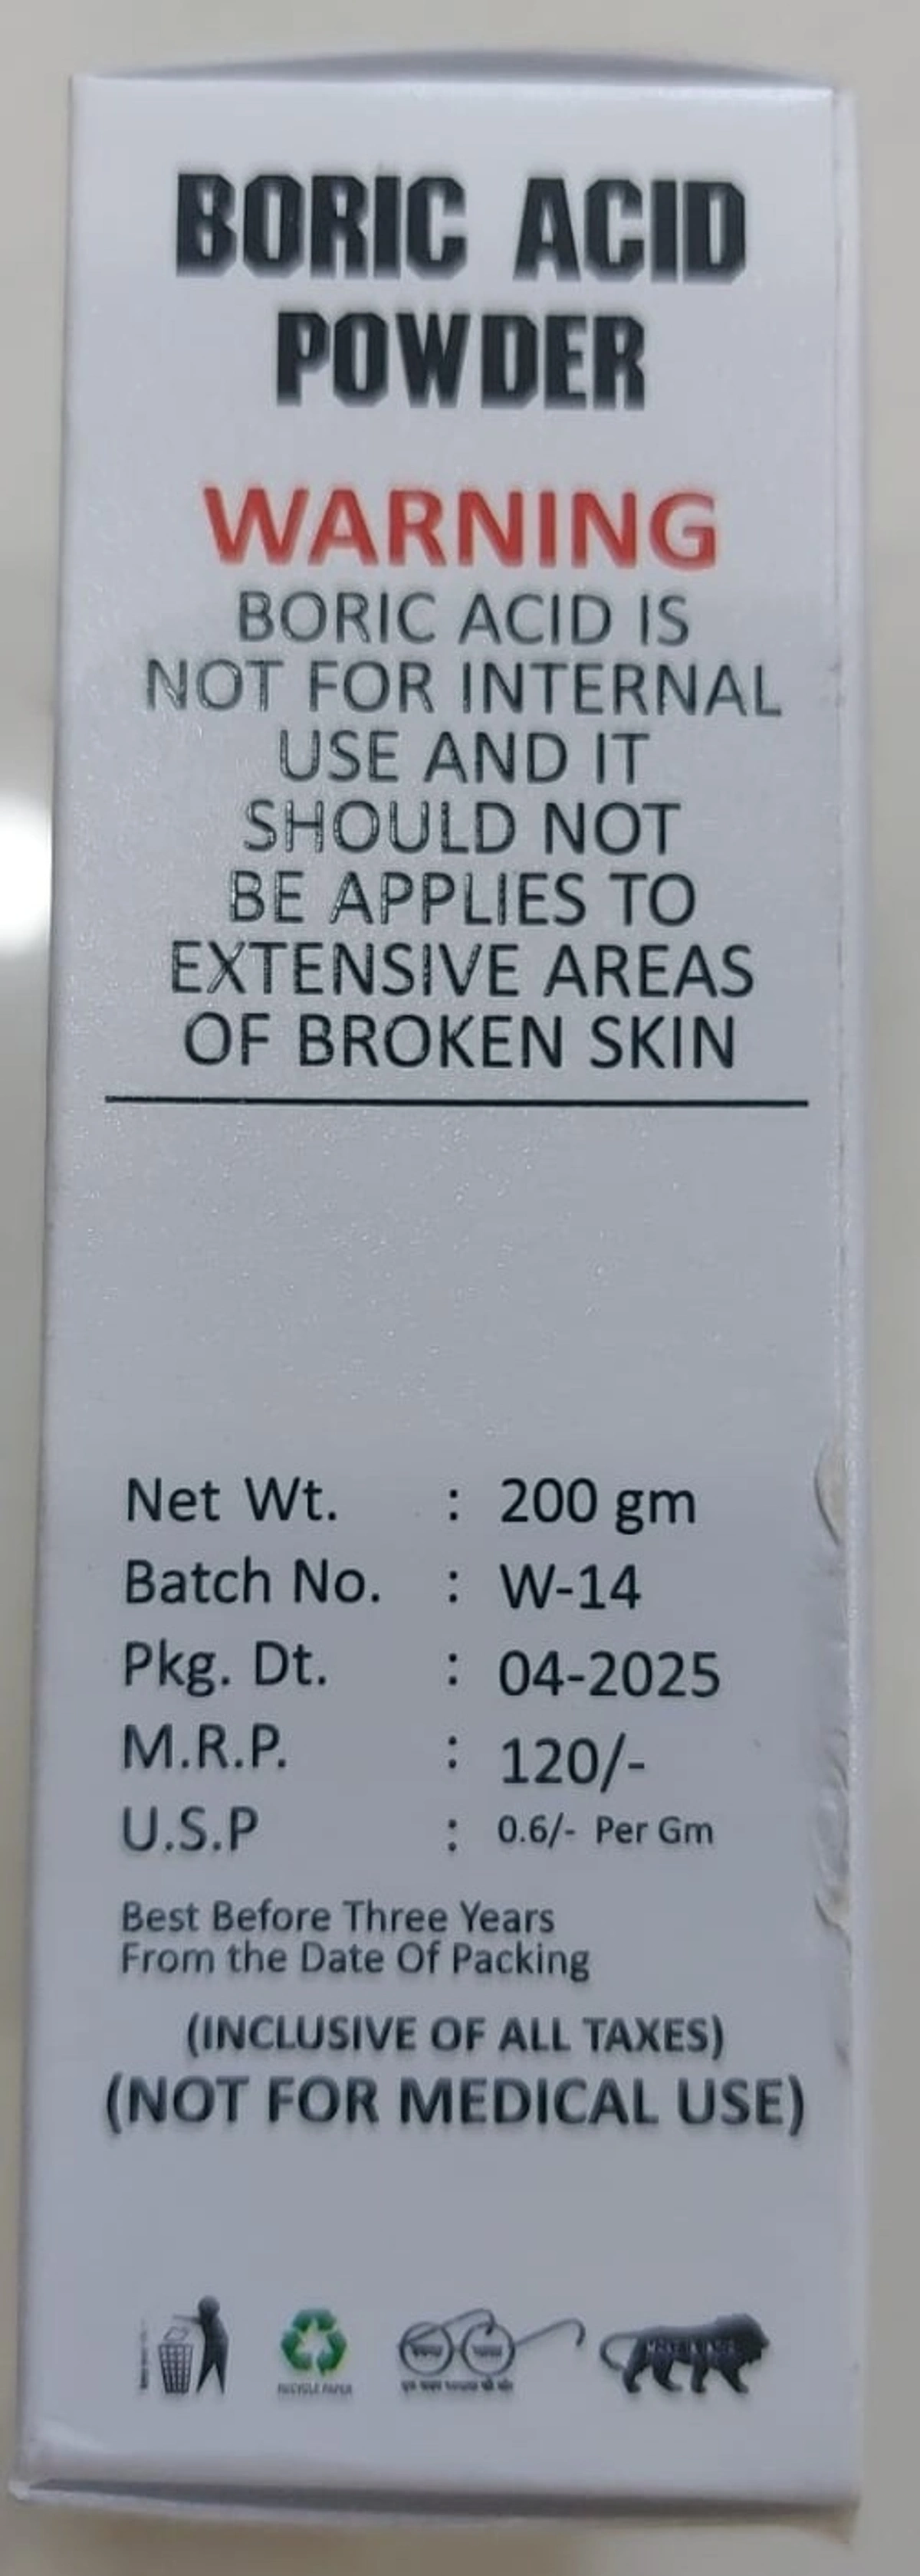 BORIC ACID
POWDER
WARNING
BORIC ACID IS
NOT FOR INTERNAL
USE AND IT
SHOULD NOT
BE APPLIES TO
EXTENSIVE AREAS
OF BROKEN SKIN
Net Wt. : 200 gm
Batch No. : W-14
Pkg. Dt. : 04-2025
M.R.P. : 120/-
U.S.P : 0.6/- Per Gm
Best Before Three Years
From the Date Of Packing
(INCLUSIVE OF ALL TAXES)
(NOT FOR MEDICAL USE)
RECYCLE PAPER